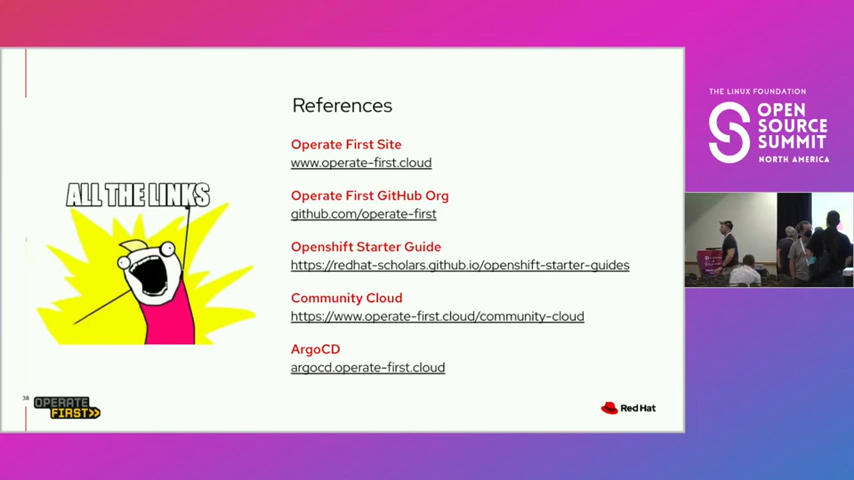 References
Operate First Site
www.operate-first.cloud
Operate First GitHub Org
github.com/operate-first
Openshift Starter Guide
https://redhat-scholars.github.io/openshift-starter-guides
Community Cloud
https://www.operate-first.cloud/community-cloud
ArgoCD
argocd.operate-first.cloud
ALL THE LINKS
38
OPERATE
FIRST
Red Hat
THE LINUX FOUNDATION
OPEN
SOURCE
SUMMIT
NORTH AMERICA